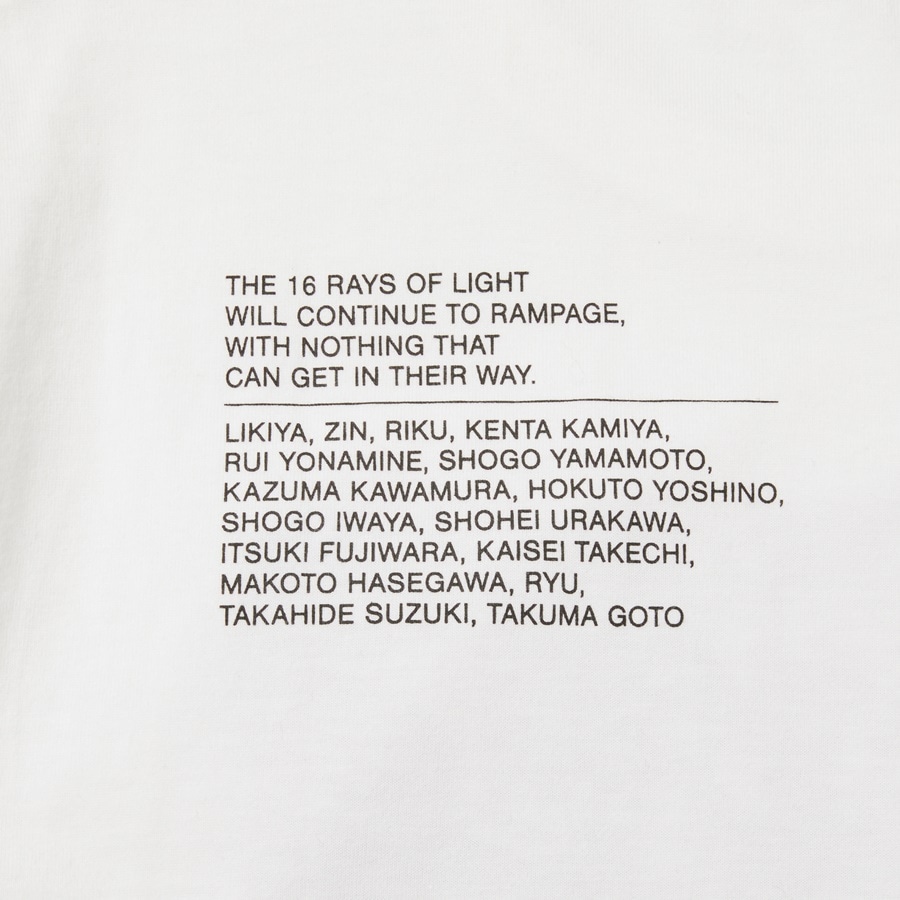 THE 16 RAYS OF LIGHT
WILL CONTINUE TO RAMPAGE,
WITH NOTHING THAT
CAN GET IN THEIR WAY.
LIKIYA, ZIN, RIKU, KENTA KAMIYA,
RUI YONAMINE, SHOGO YAMAMOTO,
KAZUMA KAWAMURA, HOKUTO YOSHINO,
SHOGO IWAYA, SHOHEI URAKAWA,
ITSUKI FUJIWARA, KAISEI TAKECHI,
MAKOTO HASEGAWA, RYU,
TAKAHIDE SUZUKI, TAKUMA GOTO